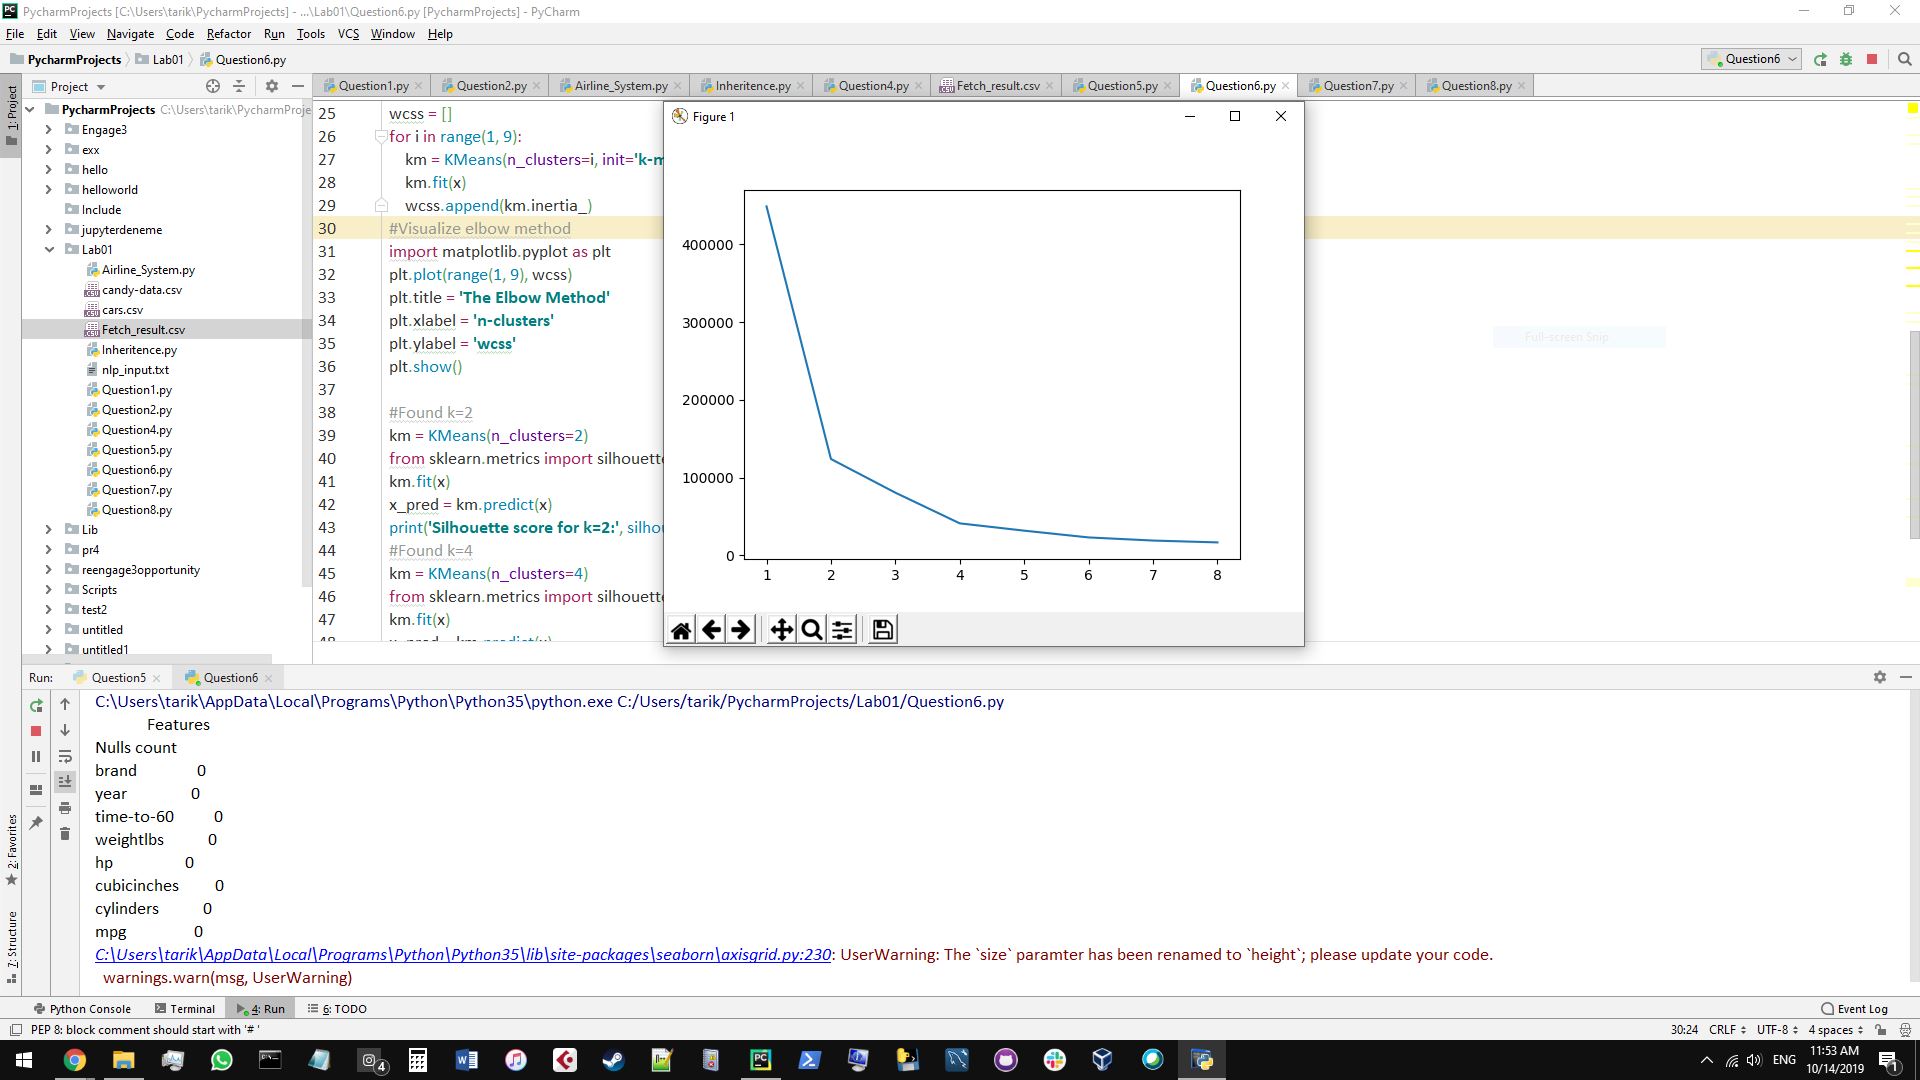 PycharmProjects [C:\Users\tarik\PycharmProjects] - ...\Lab01\Question6.py [PycharmProjects] - PyCharm
File Edit View Navigate Code Refactor Run Tools VCS Window Help
PycharmProjects Lab01 Question6.py
Question6
1: Project
Project
Question1.py Question2.py Airline_System.py Inheritence.py Question4.py Fetch_result.csv Question5.py Question6.py Question7.py Question8.py
PycharmProjects C:\Users\tarik\PycharmProje
Engage3
exx
hello
helloworld
Include
jupyterdeneme
Lab01
Airline_System.py
candy-data.csv
cars.csv
Fetch_result.csv
Inheritence.py
nlp_input.txt
Question1.py
Question2.py
Question4.py
Question5.py
Question6.py
Question7.py
Question8.py
Lib
pr4
reengage3opportunity
Scripts
test2
untitled
untitled1
25 wcss = []
26 for i in range(1, 9):
27 km = KMeans(n_clusters=i, init='k-m
28 km.fit(x)
29 wcss.append(km.inertia_)
30 #Visualize elbow method
31 import matplotlib.pyplot as plt
32 plt.plot(range(1, 9), wcss)
33 plt.title = 'The Elbow Method'
34 plt.xlabel = 'n-clusters'
35 plt.ylabel = 'wcss'
36 plt.show()
37
38 #Found k=2
39 km = KMeans(n_clusters=2)
40 from sklearn.metrics import silhouette
41 km.fit(x)
42 x_pred = km.predict(x)
43 print('Silhouette score for k=2:', silhou
44 #Found k=4
45 km = KMeans(n_clusters=4)
46 from sklearn.metrics import silhouette
47 km.fit(x)
Figure 1
400000
300000
200000
100000
0
1 2 3 4 5 6 7 8
Full-screen Snip
Run: Question5 Question6
C:\Users\tarik\AppData\Local\Programs\Python\Python35\python.exe C:/Users/tarik/PycharmProjects/Lab01/Question6.py
Features
Nulls count
brand 0
year 0
time-to-60 0
weightlbs 0
hp 0
cubicinches 0
cylinders 0
mpg 0
C:\Users\tarik\AppData\Local\Programs\Python\Python35\lib\site-packages\seaborn\axisgrid.py:230: UserWarning: The `size` paramter has been renamed to `height`; please update your code.
warnings.warn(msg, UserWarning)
2: Favorites
7: Structure
Python Console Terminal 4: Run 6: TODO Event Log
PEP 8: block comment should start with '# ' 30:24 CRLF UTF-8 4 spaces
4
ENG
11:53 AM
10/14/2019
1